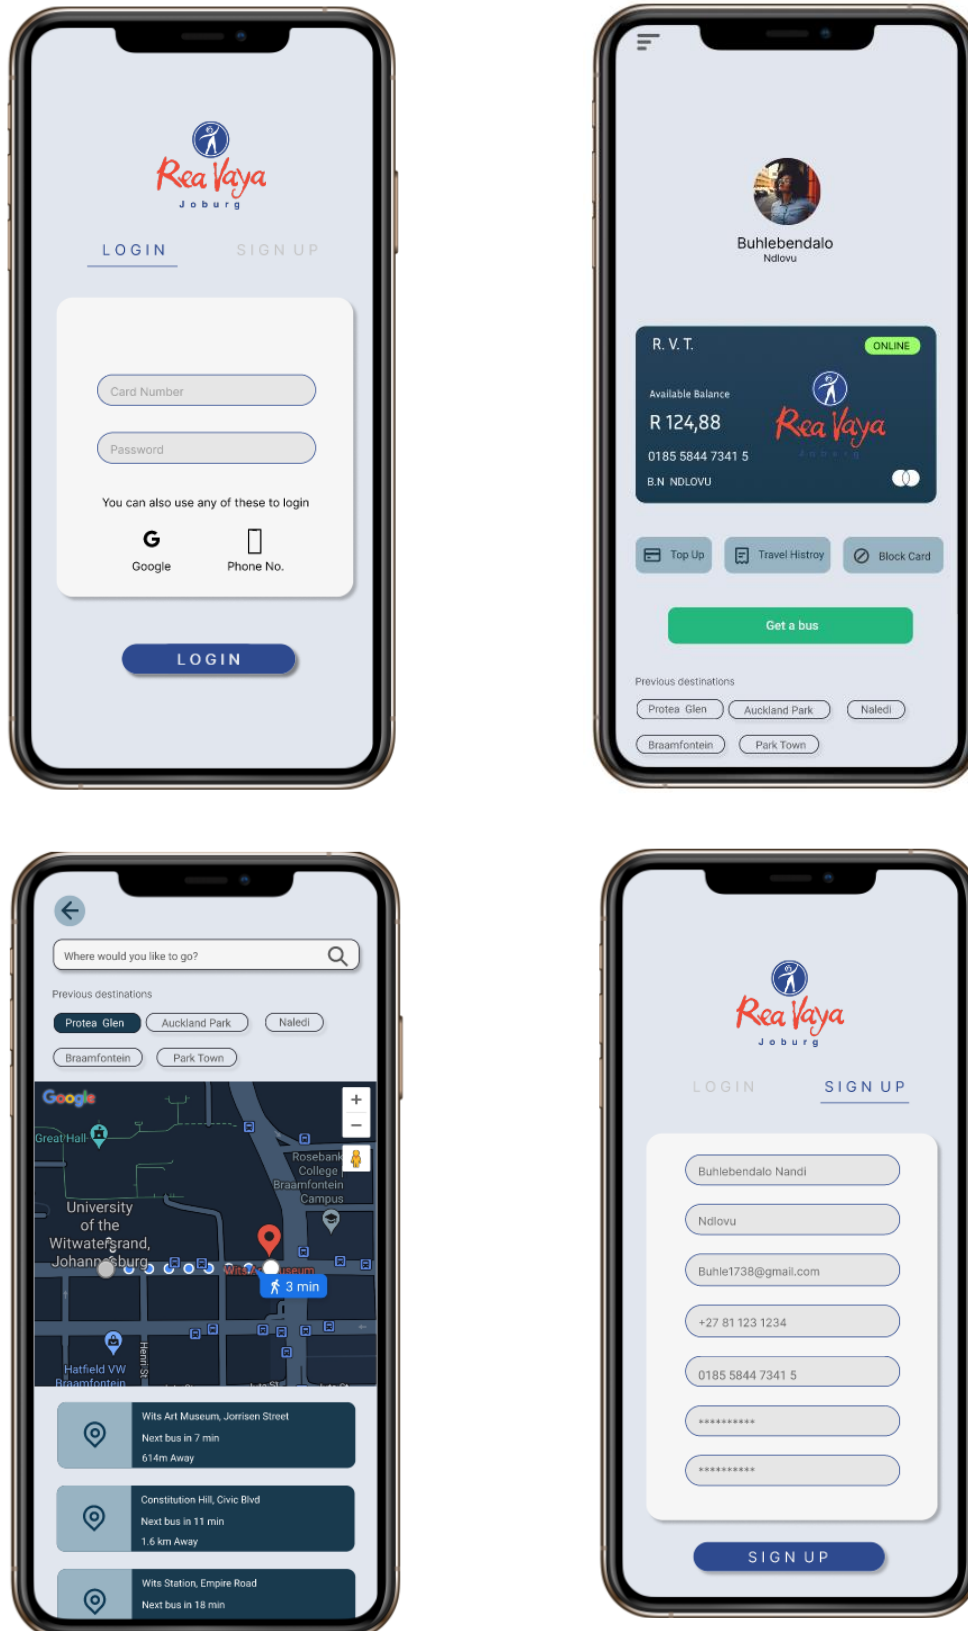 Rea Vaya
Joburg
LOGIN
SIGN UP
Card Number
Password
You can also use any of these to login
G
Google
Phone No.
LOGIN
Buhlebendalo
Ndlovu
R. V. T.
ONLINE
Available Balance
R 124,88
Rea Vaya
Joburg
0185 5844 7341 5
B.N NDLOVU
Top Up
Travel Histroy
Block Card
Get a bus
Previous destinations
Protea Glen
Auckland Park
Naledi
Braamfontein
Park Town
Where would you like to go?
Previous destinations
Protea Glen
Auckland Park
Naledi
Braamfontein
Park Town
Google
+
−
Great Hall
Rosebank
College |
Braamfontein
Campus
University
of the
Witwatersrand,
Johannesburg
Wits Art Museum
3 min
Henri St
Hatfield VW
Braamfontein
Wits Art Museum, Jorrisen Street
Next bus in 7 min
614m Away
Constitution Hill, Civic Blvd
Next bus in 11 min
1.6 km Away
Wits Station, Empire Road
Next bus in 18 min
Rea Vaya
Joburg
LOGIN
SIGN UP
Buhlebendalo Nandi
Ndlovu
Buhle1738@gmail.com
+27 81 123 1234
0185 5844 7341 5
**********
**********
SIGN UP